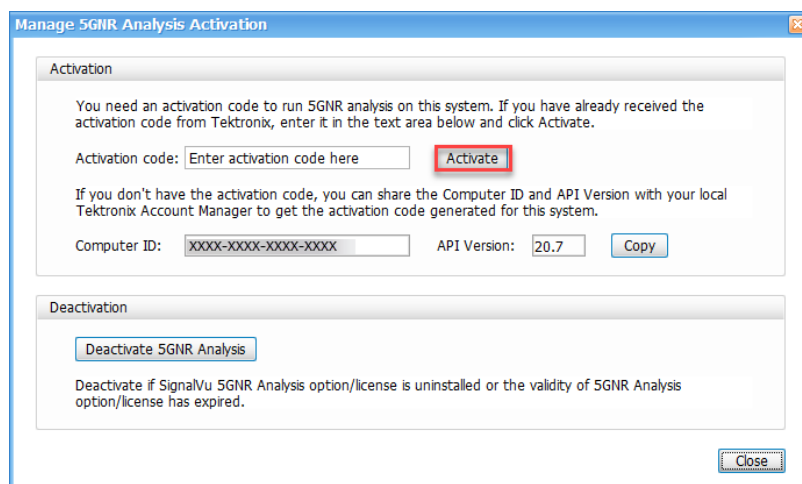 Manage 5GNR Analysis Activation
Activation
You need an activation code to run 5GNR analysis on this system. If you have already received the
activation code from Tektronix, enter it in the text area below and click Activate.
Activation code: Enter activation code here Activate
If you don't have the activation code, you can share the Computer ID and API Version with your local
Tektronix Account Manager to get the activation code generated for this system.
Computer ID: XXXX-XXXX-XXXX-XXXX API Version: 20.7 Copy
Deactivation
Deactivate 5GNR Analysis
Deactivate if SignalVu 5GNR Analysis option/license is uninstalled or the validity of 5GNR Analysis
option/license has expired.
Close